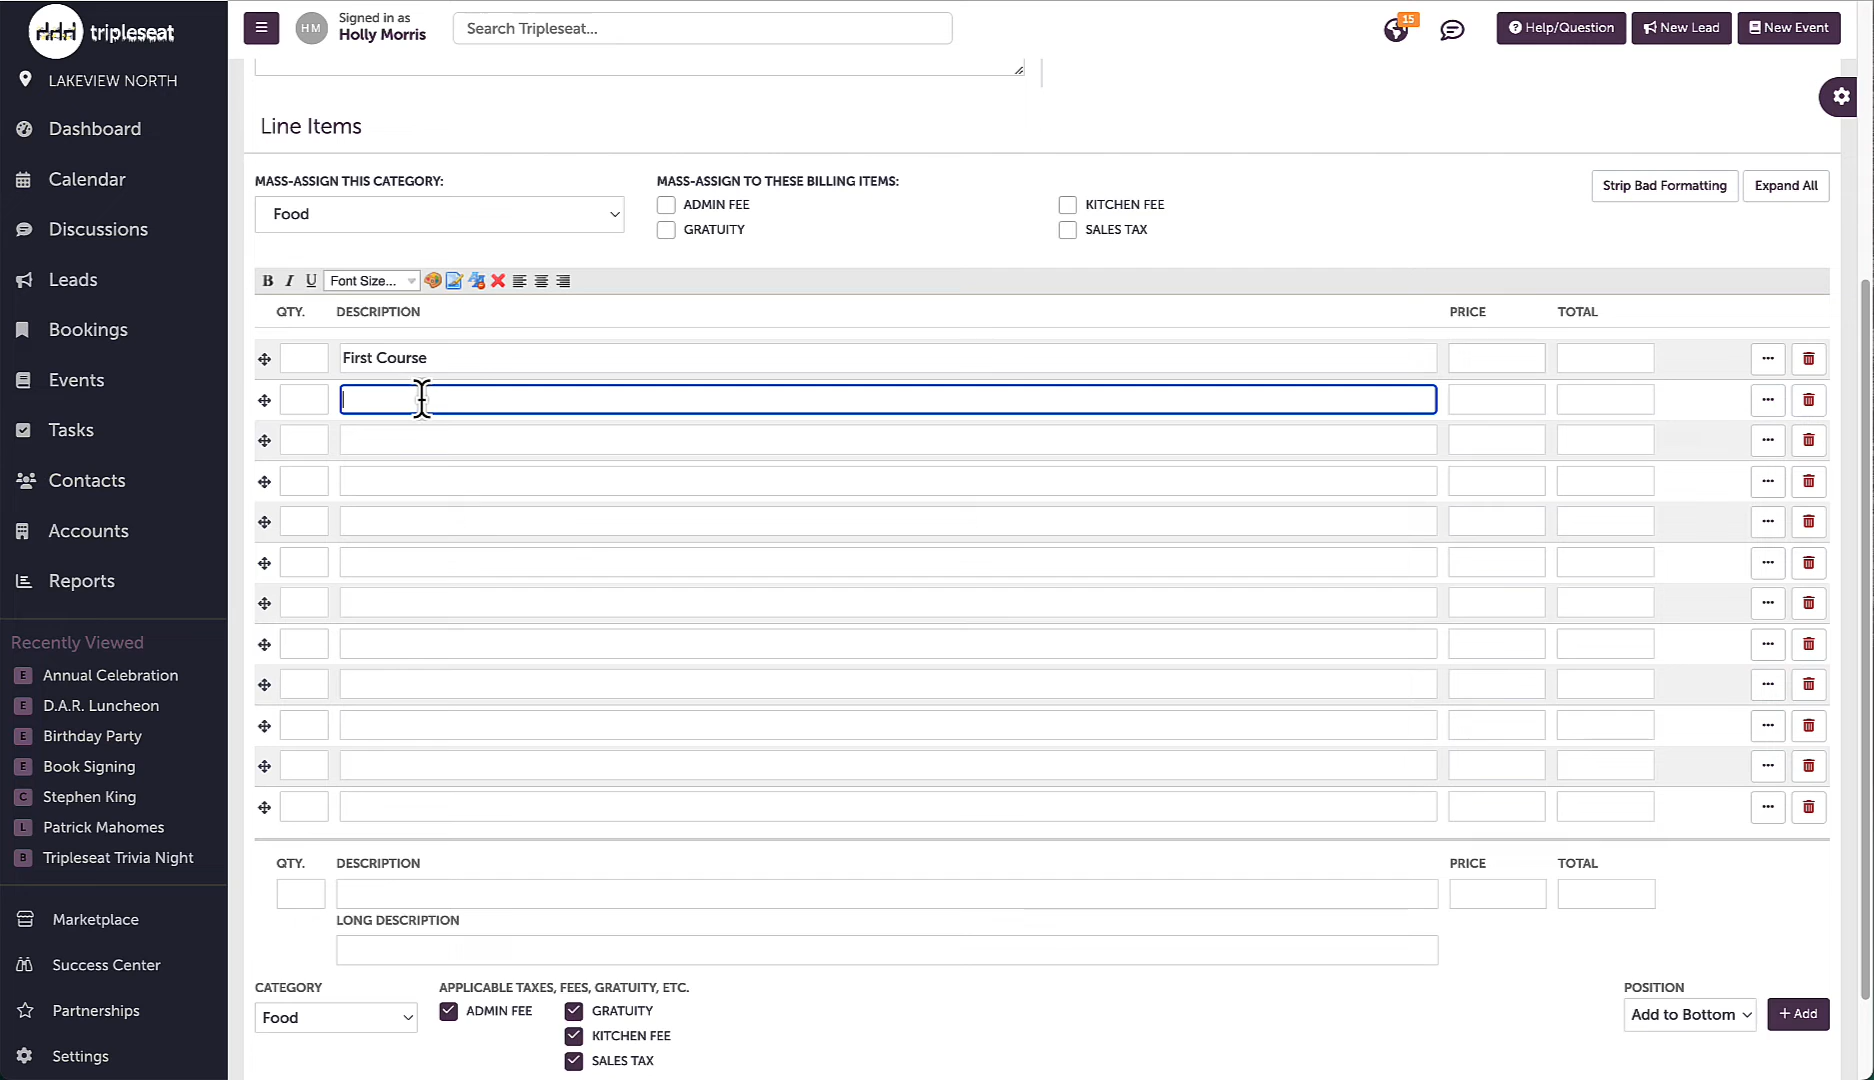 tripleseat
Signed in as
HM
Holly Morris
Search Tripleseat...
15
Help/Question
New Lead
New Event
LAKEVIEW NORTH
Dashboard
Calendar
Discussions
Leads
Bookings
Events
Tasks
Contacts
Accounts
Reports
Recently Viewed
E Annual Celebration
E D.A.R. Luncheon
E Birthday Party
E Book Signing
C Stephen King
L Patrick Mahomes
B Tripleseat Trivia Night
Marketplace
Success Center
Partnerships
Settings
Line Items
MASS-ASSIGN THIS CATEGORY:
Food
MASS-ASSIGN TO THESE BILLING ITEMS:
ADMIN FEE
KITCHEN FEE
GRATUITY
SALES TAX
Strip Bad Formatting
Expand All
B I U Font Size...
QTY. DESCRIPTION PRICE TOTAL
First Course
QTY. DESCRIPTION PRICE TOTAL
LONG DESCRIPTION
CATEGORY
Food
APPLICABLE TAXES, FEES, GRATUITY, ETC.
ADMIN FEE
GRATUITY
KITCHEN FEE
SALES TAX
POSITION
Add to Bottom
+ Add